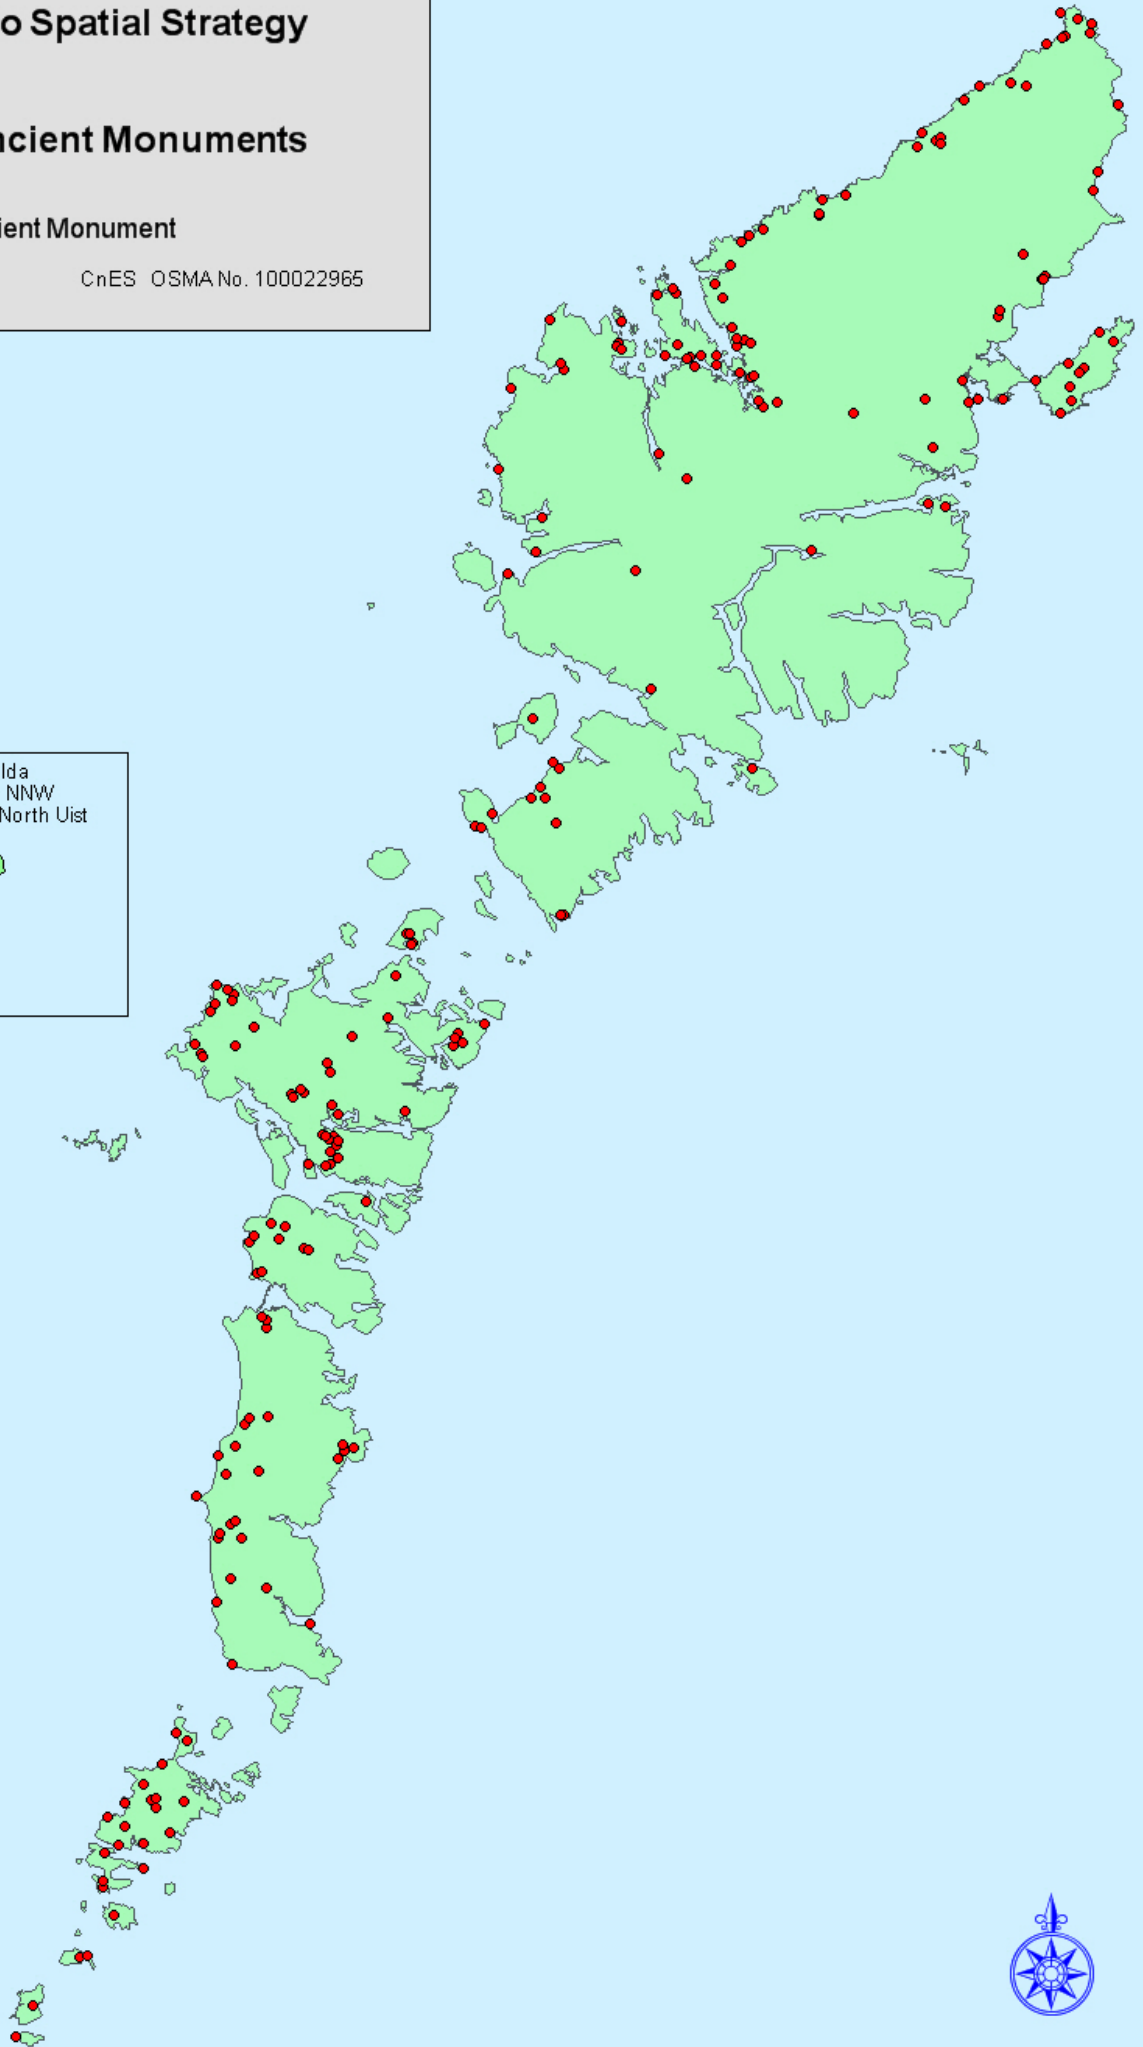 o Spatial Strategy
ncient Monuments
ient Monument
CnES OSMA No. 100022965
lda
NNW
North Uist